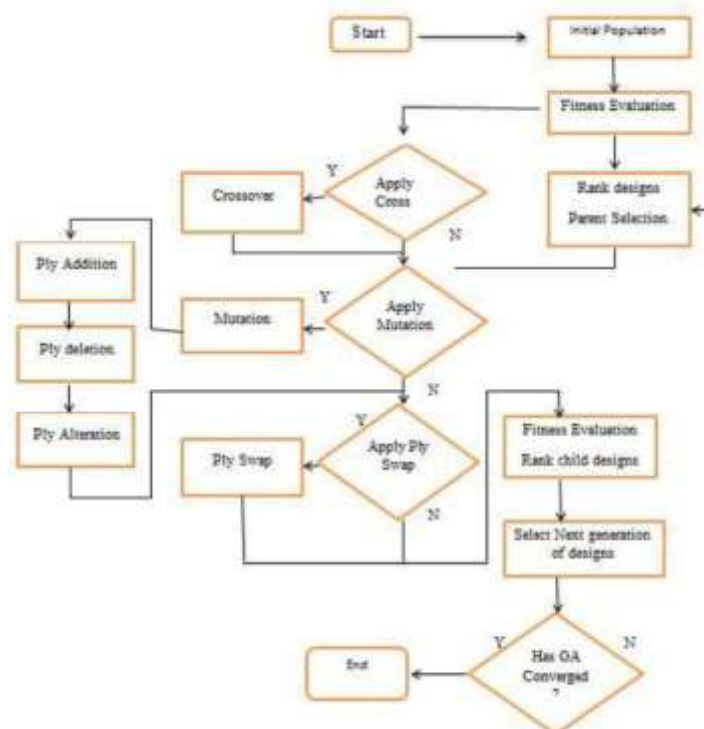 Start
Initial Population
Fitness Evaluation
Y
Apply
Cross
Crossover
Rank designs
Parent Selection
N
Ply Addition
Y
Apply
Mutation
Mutation
Ply deletion
N
Ply Alteration
Y
Apply Ply
Swap
Ply Swap
Fitness Evaluation
Rank child designs
N
Select Next generation
of designs
Y
N
Has GA
Converged
?
End